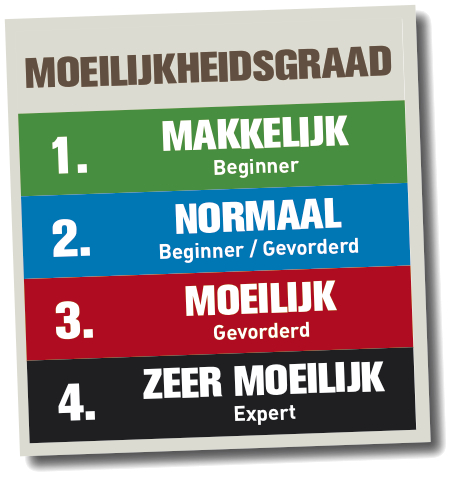 MOEILIJKHEIDSGRAAD
1. MAKKELIJK
Beginner
2. NORMAAL
Beginner / Gevorderd
3. MOEILIJK
Gevorderd
4. ZEER MOEILIJK
Expert